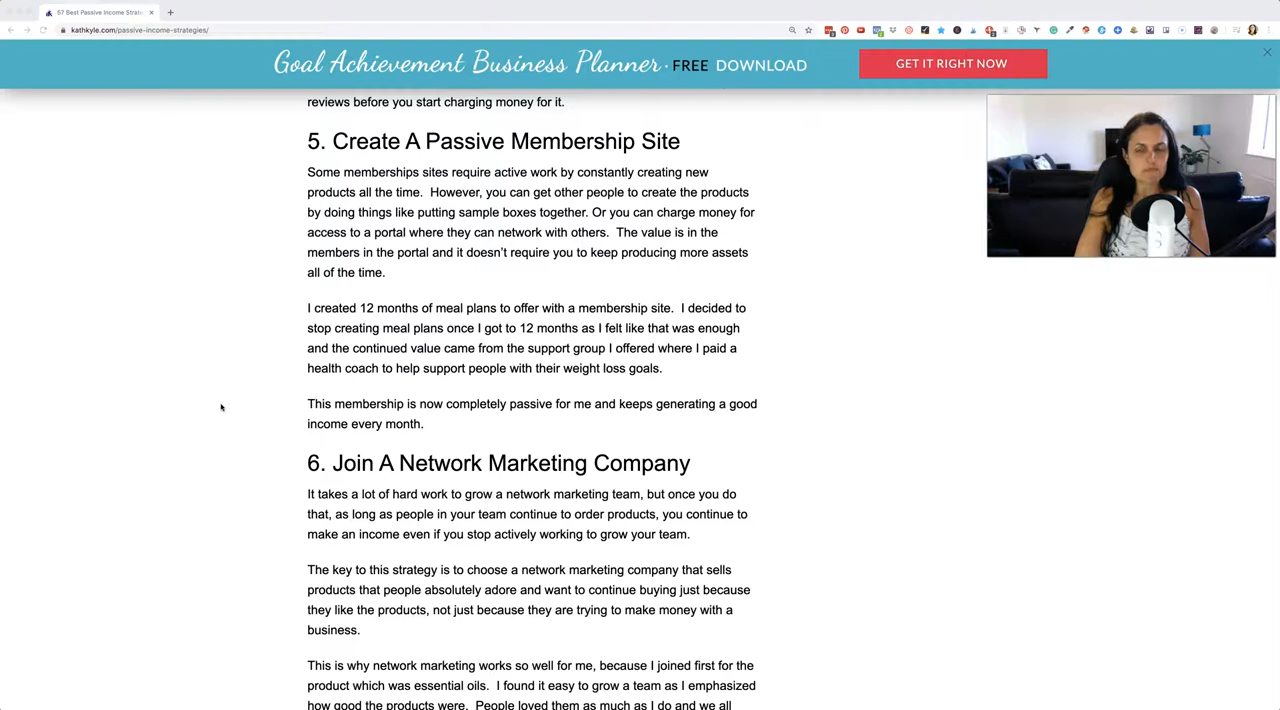 57 Best Passive Income Strate
kathkyle.com/passive-income-strategies/
Goal Achievement Business Planner · FREE DOWNLOAD
GET IT RIGHT NOW
reviews before you start charging money for it.
5. Create A Passive Membership Site
Some memberships sites require active work by constantly creating new
products all the time.  However, you can get other people to create the products
by doing things like putting sample boxes together. Or you can charge money for
access to a portal where they can network with others.  The value is in the
members in the portal and it doesn’t require you to keep producing more assets
all of the time.
I created 12 months of meal plans to offer with a membership site.  I decided to
stop creating meal plans once I got to 12 months as I felt like that was enough
and the continued value came from the support group I offered where I paid a
health coach to help support people with their weight loss goals.
This membership is now completely passive for me and keeps generating a good
income every month.
6. Join A Network Marketing Company
It takes a lot of hard work to grow a network marketing team, but once you do
that, as long as people in your team continue to order products, you continue to
make an income even if you stop actively working to grow your team.
The key to this strategy is to choose a network marketing company that sells
products that people absolutely adore and want to continue buying just because
they like the products, not just because they are trying to make money with a
business.
This is why network marketing works so well for me, because I joined first for the
product which was essential oils.  I found it easy to grow a team as I emphasized
how good the products were.  People loved them as much as I do and we all